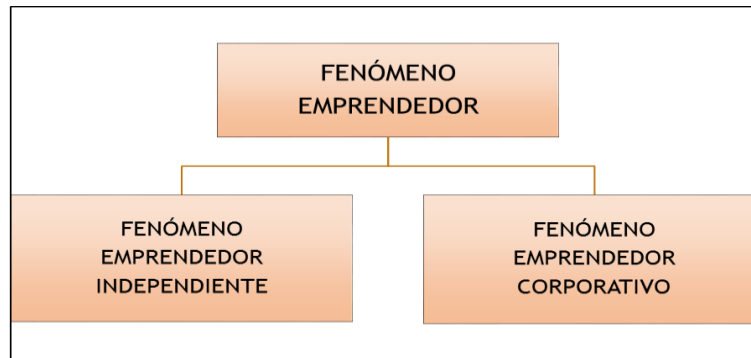 FENÓMENO
EMPRENDEDOR
FENÓMENO
EMPRENDEDOR
INDEPENDIENTE
FENÓMENO
EMPRENDEDOR
CORPORATIVO